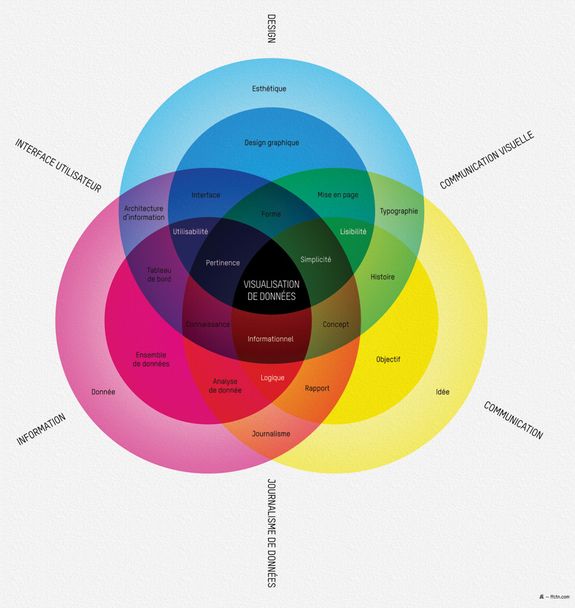 DESIGN
Esthétique
Design graphique
INTERFACE UTILISATEUR
COMMUNICATION VISUELLE
Interface
Mise en page
Architecture
d'information
Forme
Typographie
Utilisabilité
Lisibilité
Pertinence
Simplicité
Tableau
de bord
Histoire
VISUALISATION
DE DONNÉES
Connaissance
Concept
Informationnel
Ensemble
de données
Objectif
Logique
Analyse
de donnée
Rapport
Donnée
Idée
INFORMATION
COMMUNICATION
Journalisme
JOURNALISME DE DONNÉES
ffctn.com